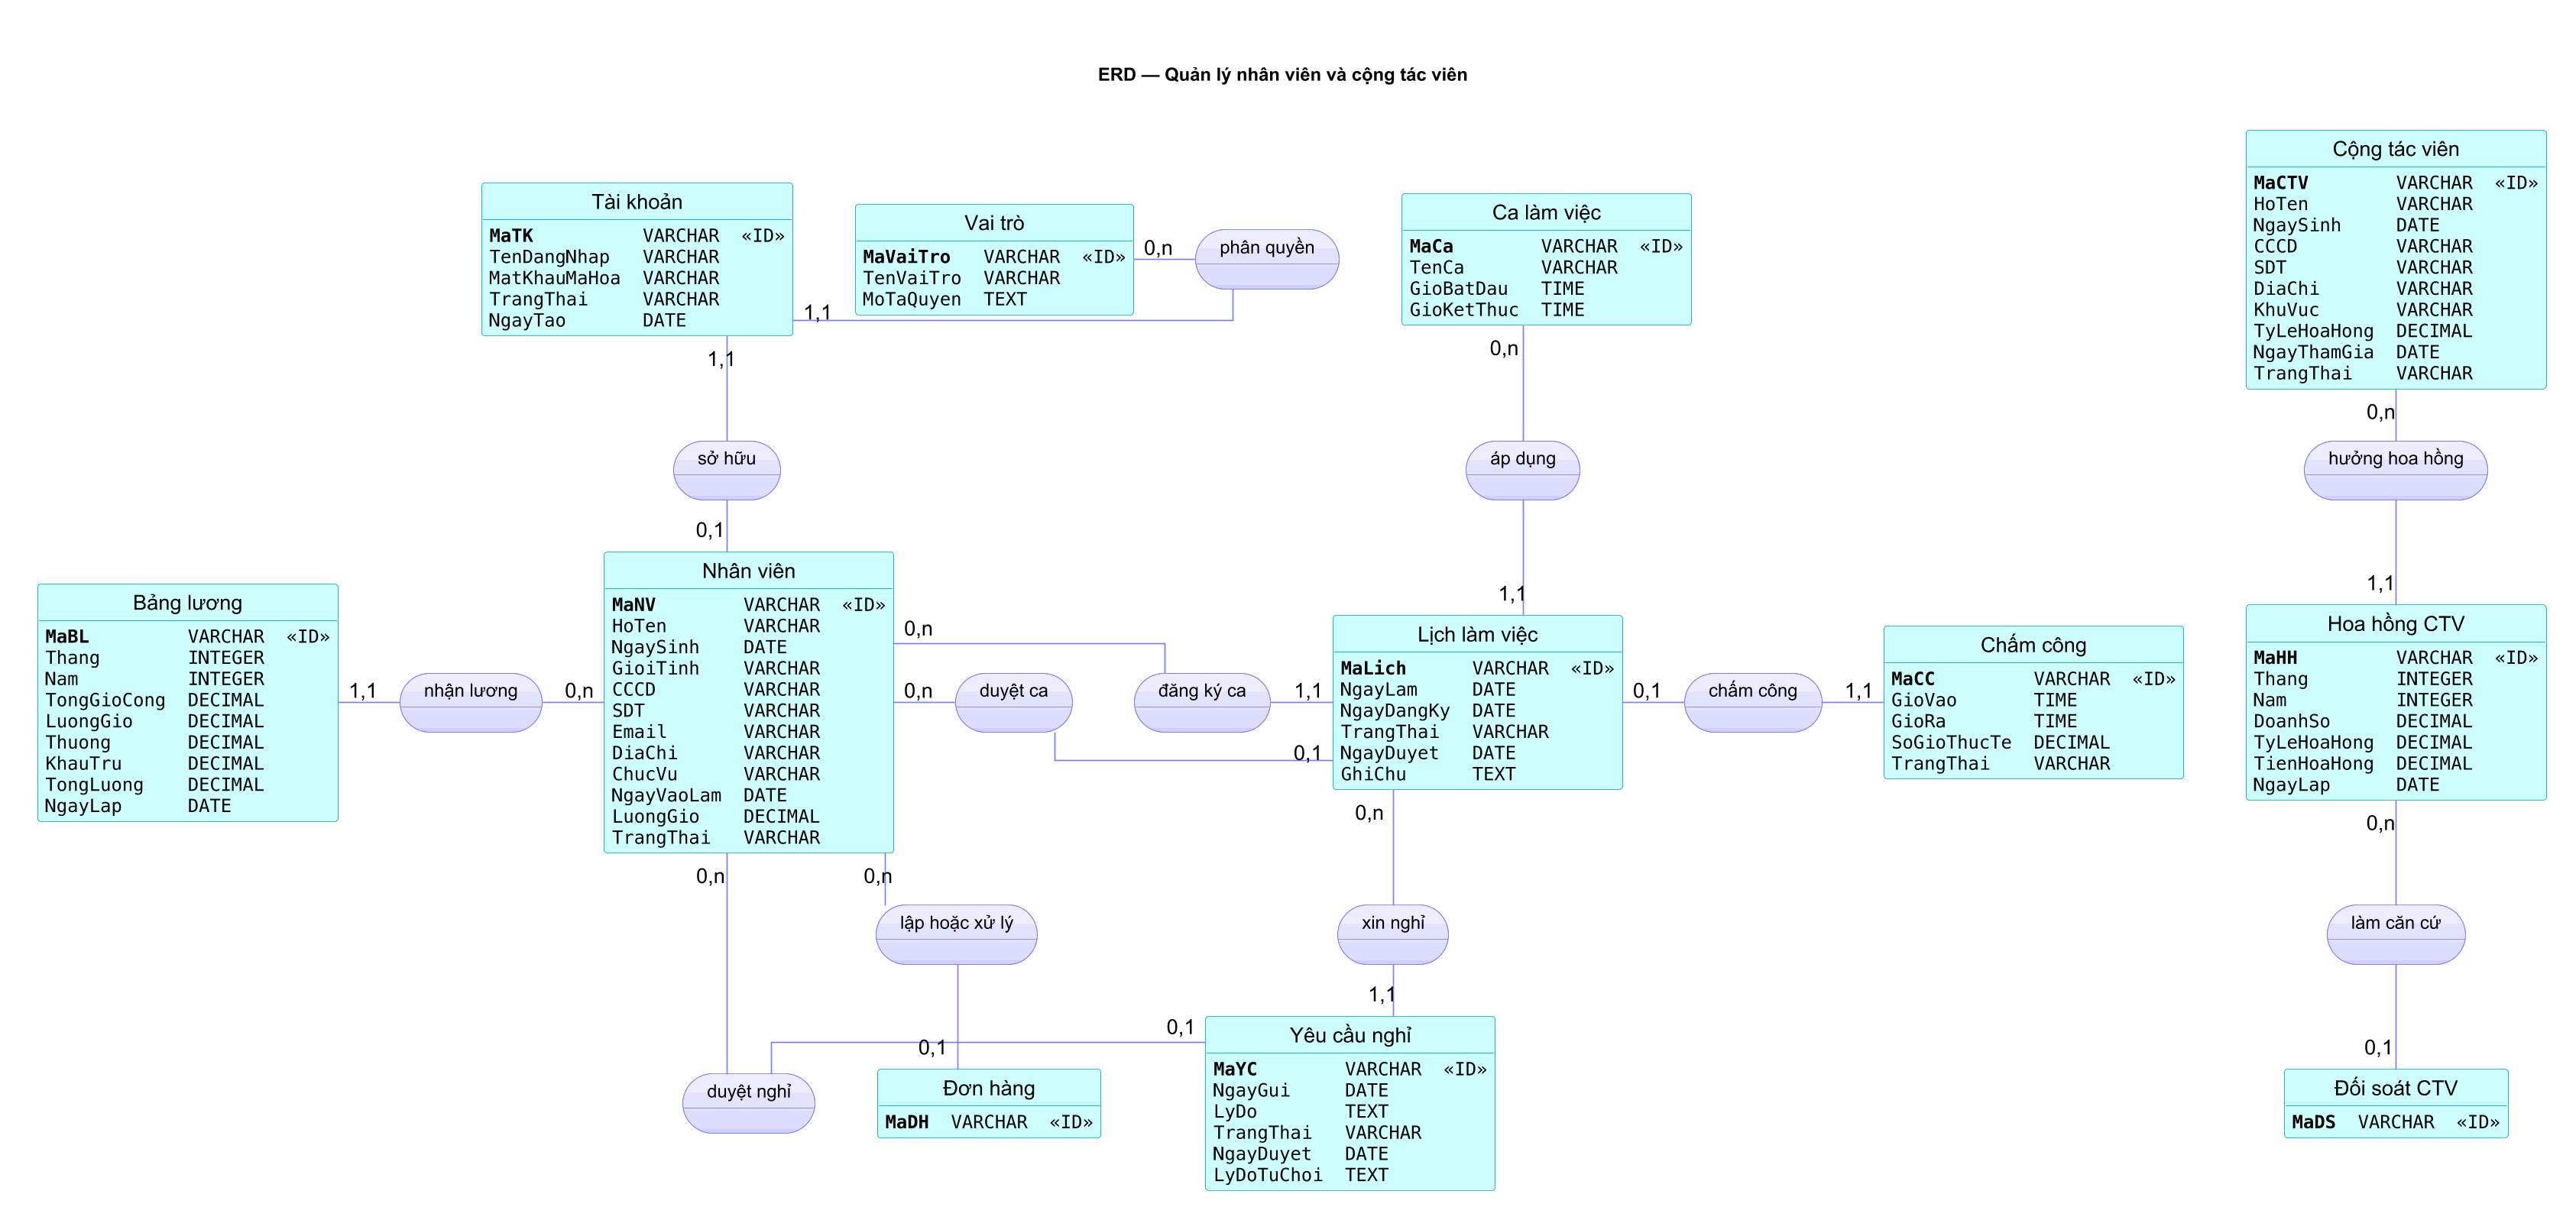 ERD — Quản lý nhân viên và cộng tác viên
Tài khoản
MaTK VARCHAR «ID»
TenDangNhap VARCHAR
MatKhauMaHoa VARCHAR
TrangThai VARCHAR
NgayTao DATE
Vai trò
MaVaiTro VARCHAR «ID»
TenVaiTro VARCHAR
MoTaQuyen TEXT
0,n
phân quyền
1,1
Ca làm việc
MaCa VARCHAR «ID»
TenCa VARCHAR
GioBatDau TIME
GioKetThuc TIME
Cộng tác viên
MaCTV VARCHAR «ID»
HoTen VARCHAR
NgaySinh DATE
CCCD VARCHAR
SDT VARCHAR
DiaChi VARCHAR
KhuVuc VARCHAR
TyLeHoaHong DECIMAL
NgayThamGia DATE
TrangThai VARCHAR
1,1
sở hữu
0,1
0,n
áp dụng
1,1
0,n
hưởng hoa hồng
1,1
Bảng lương
MaBL VARCHAR «ID»
Thang INTEGER
Nam INTEGER
TongGioCong DECIMAL
LuongGio DECIMAL
Thuong DECIMAL
KhauTru DECIMAL
TongLuong DECIMAL
NgayLap DATE
1,1
nhận lương
0,n
Nhân viên
MaNV VARCHAR «ID»
HoTen VARCHAR
NgaySinh DATE
GioiTinh VARCHAR
CCCD VARCHAR
SDT VARCHAR
Email VARCHAR
DiaChi VARCHAR
ChucVu VARCHAR
NgayVaoLam DATE
LuongGio DECIMAL
TrangThai VARCHAR
0,n
0,n
duyệt ca
đăng ký ca
1,1
0,1
Lịch làm việc
MaLich VARCHAR «ID»
NgayLam DATE
NgayDangKy DATE
TrangThai VARCHAR
NgayDuyet DATE
GhiChu TEXT
0,1
chấm công
1,1
Chấm công
MaCC VARCHAR «ID»
GioVao TIME
GioRa TIME
SoGioThucTe DECIMAL
TrangThai VARCHAR
Hoa hồng CTV
MaHH VARCHAR «ID»
Thang INTEGER
Nam INTEGER
DoanhSo DECIMAL
TyLeHoaHong DECIMAL
TienHoaHong DECIMAL
NgayLap DATE
0,n
0,n
lập hoặc xử lý
0,1
0,n
xin nghỉ
1,1
0,n
làm căn cứ
0,1
0,1
duyệt nghỉ
Đơn hàng
MaDH VARCHAR «ID»
Yêu cầu nghỉ
MaYC VARCHAR «ID»
NgayGui DATE
LyDo TEXT
TrangThai VARCHAR
NgayDuyet DATE
LyDoTuChoi TEXT
Đối soát CTV
MaDS VARCHAR «ID»